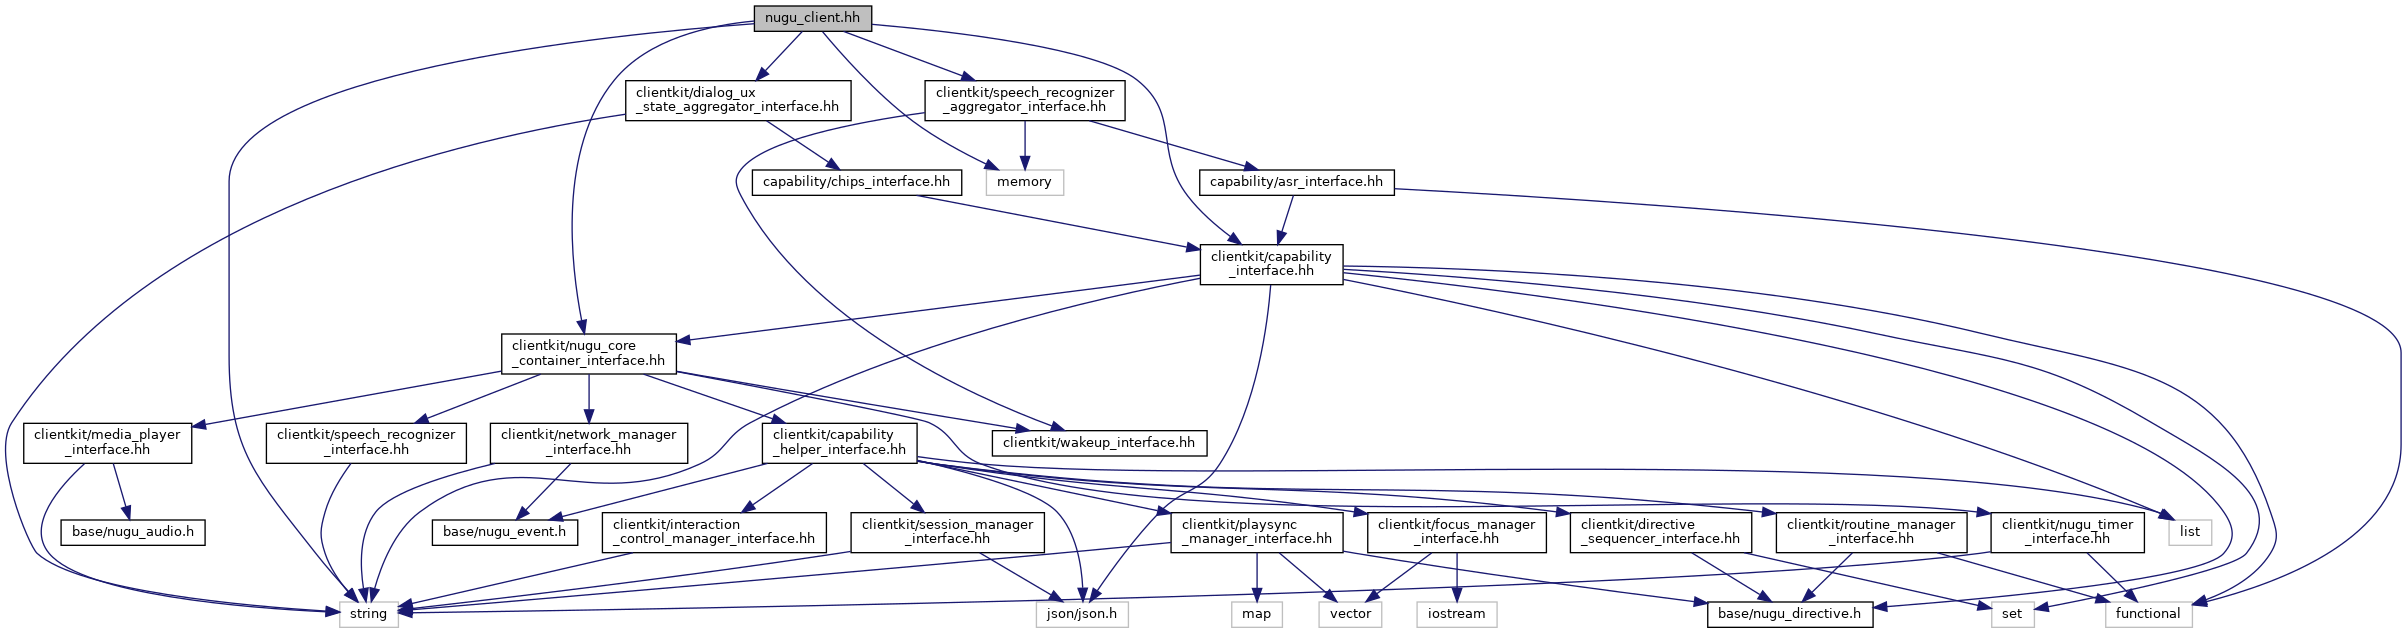 nugu_client.hh
clientkit/dialog_ux
_state_aggregator_interface.hh
clientkit/speech_recognizer
_aggregator_interface.hh
capability/chips_interface.hh
memory
capability/asr_interface.hh
clientkit/capability
_interface.hh
clientkit/nugu_core
_container_interface.hh
clientkit/media_player
_interface.hh
clientkit/speech_recognizer
_interface.hh
clientkit/network_manager
_interface.hh
clientkit/capability
_helper_interface.hh
clientkit/wakeup_interface.hh
base/nugu_audio.h
base/nugu_event.h
clientkit/interaction
_control_manager_interface.hh
clientkit/session_manager
_interface.hh
clientkit/playsync
_manager_interface.hh
clientkit/focus_manager
_interface.hh
clientkit/directive
_sequencer_interface.hh
clientkit/routine_manager
_interface.hh
clientkit/nugu_timer
_interface.hh
list
string
json/json.h
map
vector
iostream
base/nugu_directive.h
set
functional